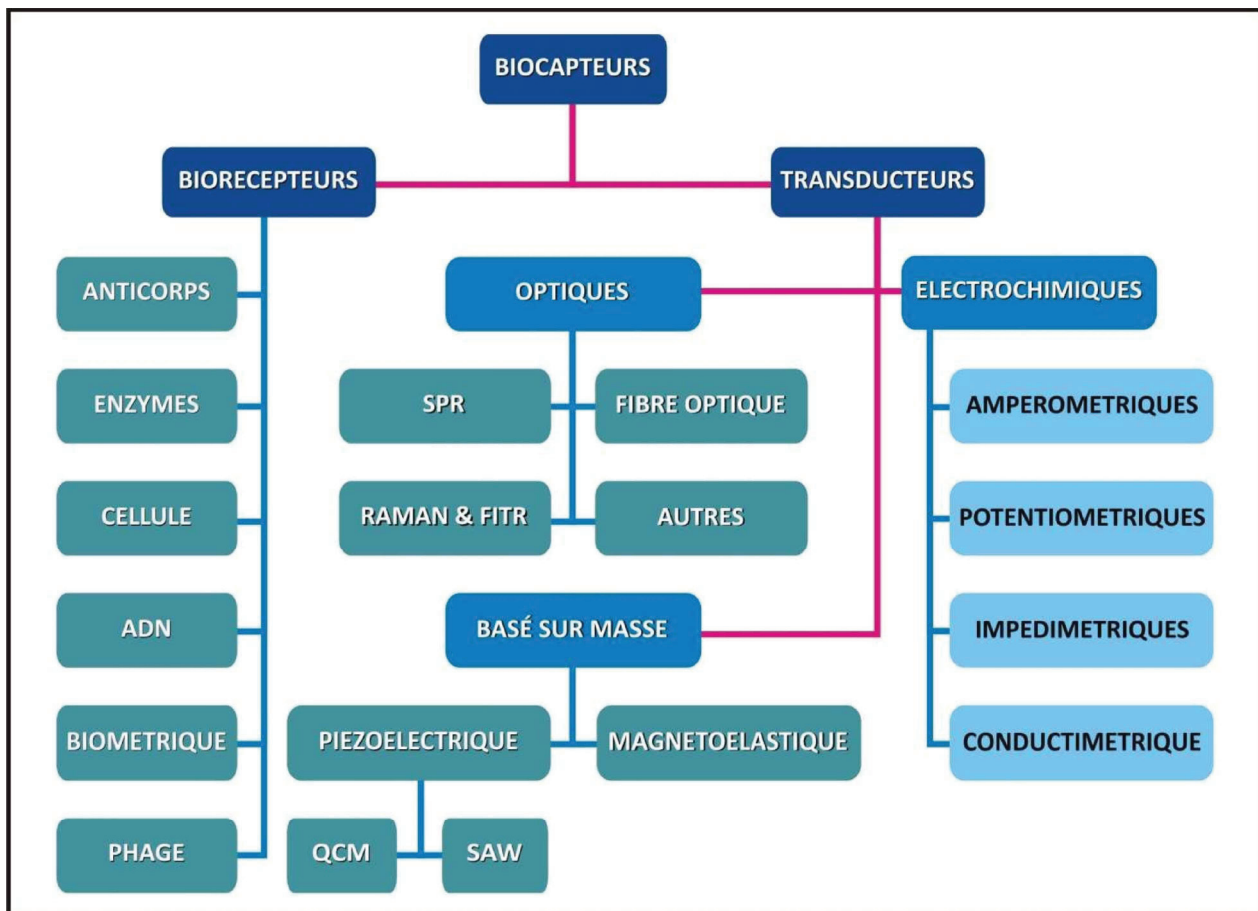 BIOCAPTEURS
BIORECEPTEURS
TRANSDUCTEURS
ANTICORPS
ENZYMES
CELLULE
ADN
BIOMETRIQUE
PHAGE
OPTIQUES
SPR
FIBRE OPTIQUE
RAMAN & FITR
AUTRES
BASÉ SUR MASSE
PIEZOELECTRIQUE
MAGNETOELASTIQUE
QCM
SAW
ELECTROCHIMIQUES
AMPEROMETRIQUES
POTENTIOMETRIQUES
IMPEDIMETRIQUES
CONDUCTIMETRIQUE